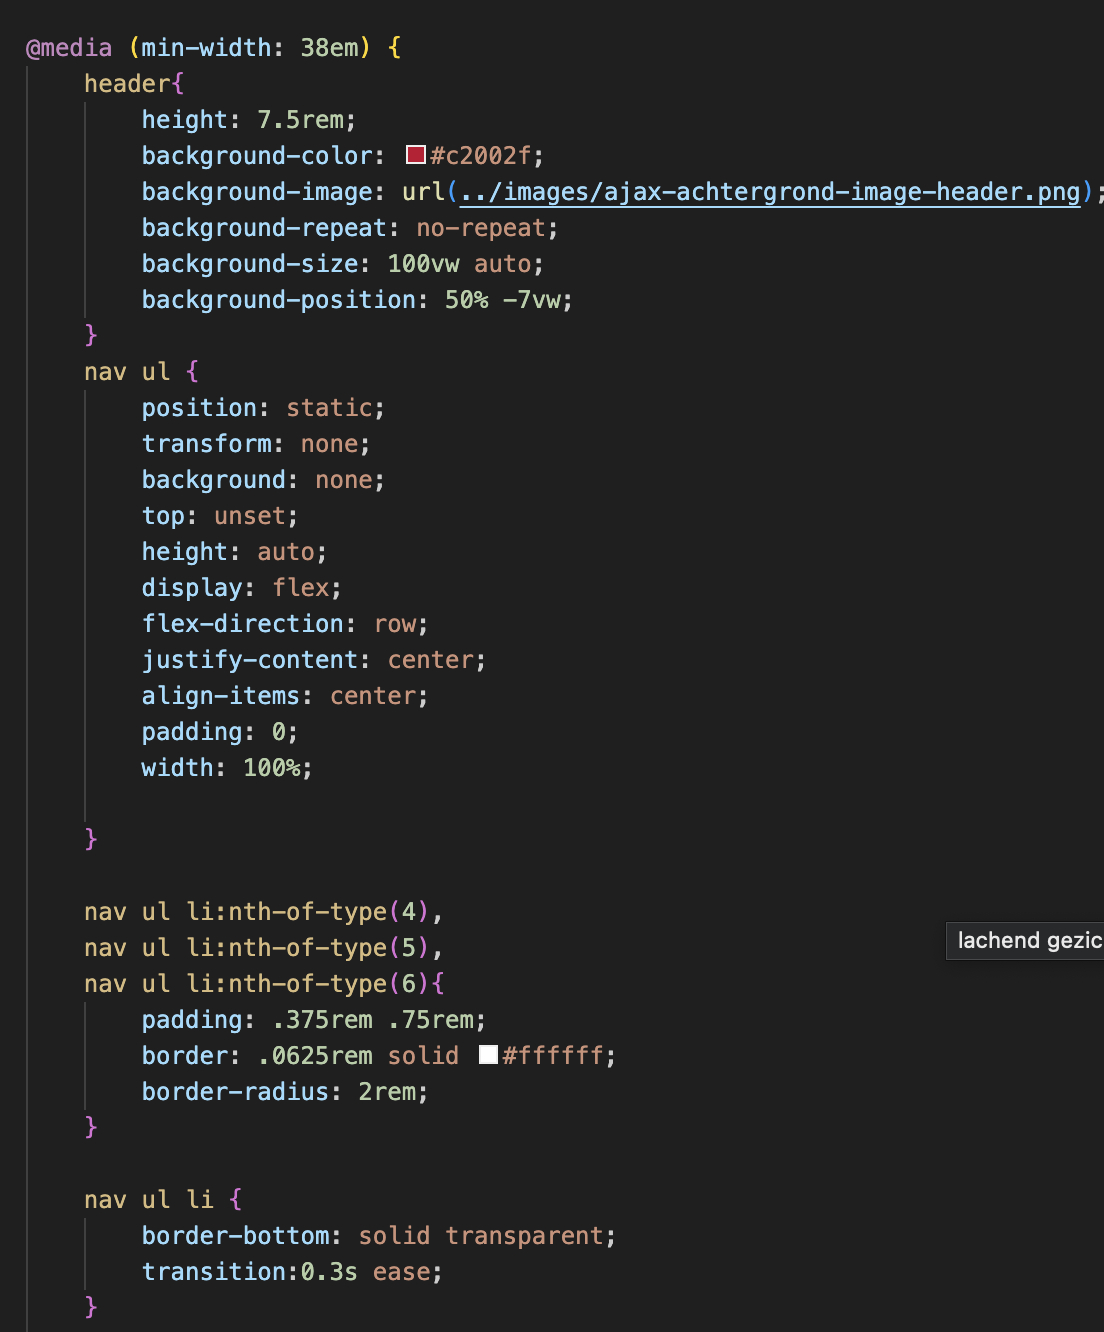 @media (min-width: 38em) {
header{
height: 7.5rem;
background-color: #c2002f;
background-image: url(../images/ajax-achtergrond-image-header.png);
background-repeat: no-repeat;
background-size: 100vw auto;
background-position: 50% -7vw;
}
nav ul {
position: static;
transform: none;
background: none;
top: unset;
height: auto;
display: flex;
flex-direction: row;
justify-content: center;
align-items: center;
padding: 0;
width: 100%;
}
nav ul li:nth-of-type(4),
nav ul li:nth-of-type(5),
lachend gezic
nav ul li:nth-of-type(6){
padding: .375rem .75rem;
border: .0625rem solid #ffffff;
border-radius: 2rem;
}
nav ul li {
border-bottom: solid transparent;
transition:0.3s ease;
}